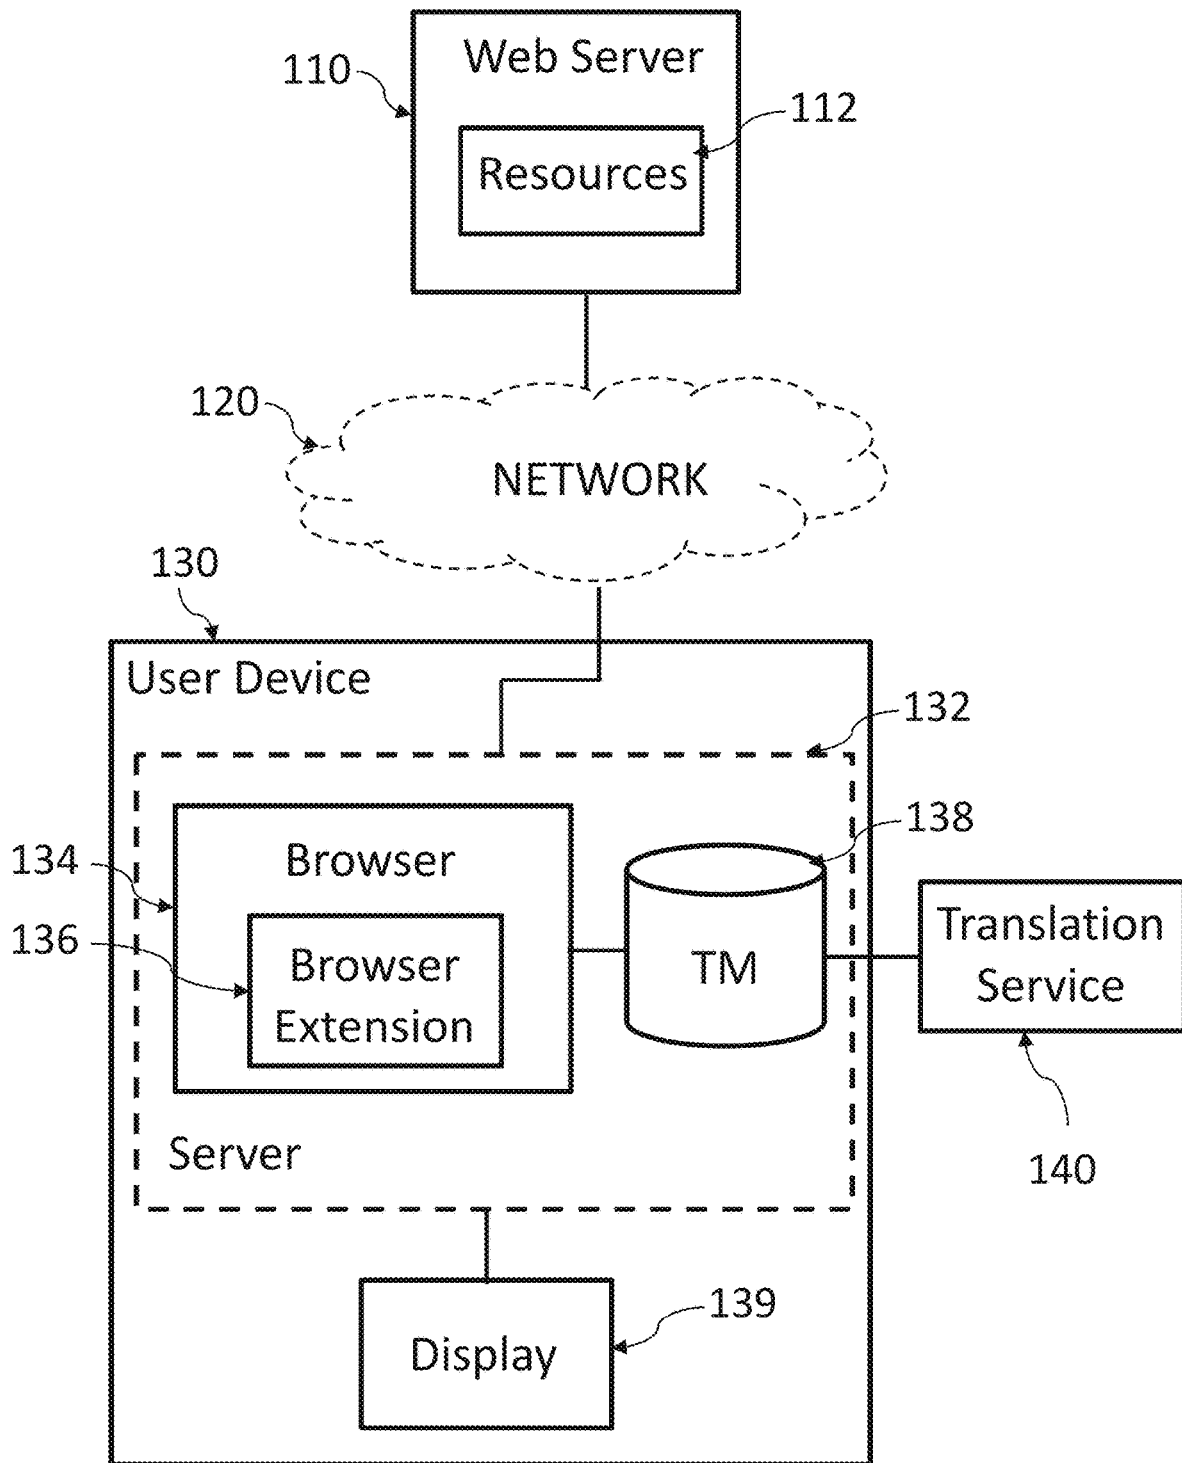 Web Server
110
112
Resources
120
NETWORK
130
User Device
132
138
134
Browser
136
Browser
Extension
TM
Translation
Service
Server
140
139
Display